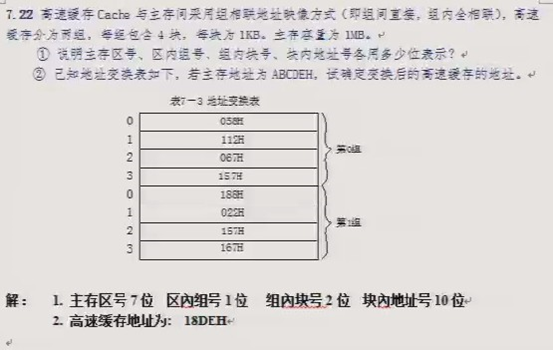 7.22 高速缓存 Cache 与主存间采用组相联地址映像方式(即组间直接,组内全相联),高速
缓存分为两组,每组包含 4 块,每块为 1KB。主存容量为 1MB。
① 说明主存区号、区内组号、组内块号、块内地址号各用多少位表示?
② 已知地址变换表如下,若主存地址为 ABCDEH,试确定变换后的高速缓存的地址。
表7-3 地址变换表
0 058H
1 112H
2 067H
3 157H
第0组
0 188H
1 022H
2 157H
3 167H
第1组
解: 1. 主存区号 7 位 区内组号 1 位 组内块号 2 位 块内地址号 10 位
2. 高速缓存地址为: 18DEH